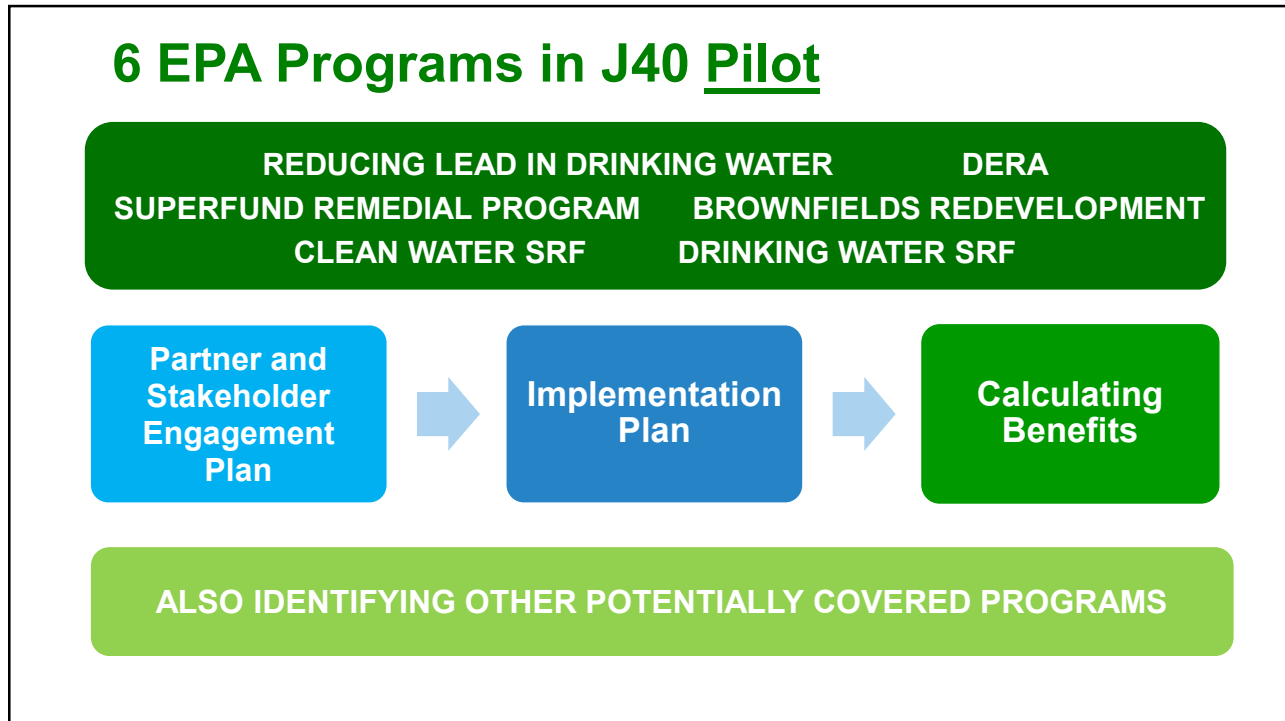 6 EPA Programs in J40 Pilot
REDUCING LEAD IN DRINKING WATER DERA
SUPERFUND REMEDIAL PROGRAM BROWNFIELDS REDEVELOPMENT
CLEAN WATER SRF DRINKING WATER SRF
Partner and
Stakeholder
Engagement
Plan
Implementation
Plan
Calculating
Benefits
ALSO IDENTIFYING OTHER POTENTIALLY COVERED PROGRAMS